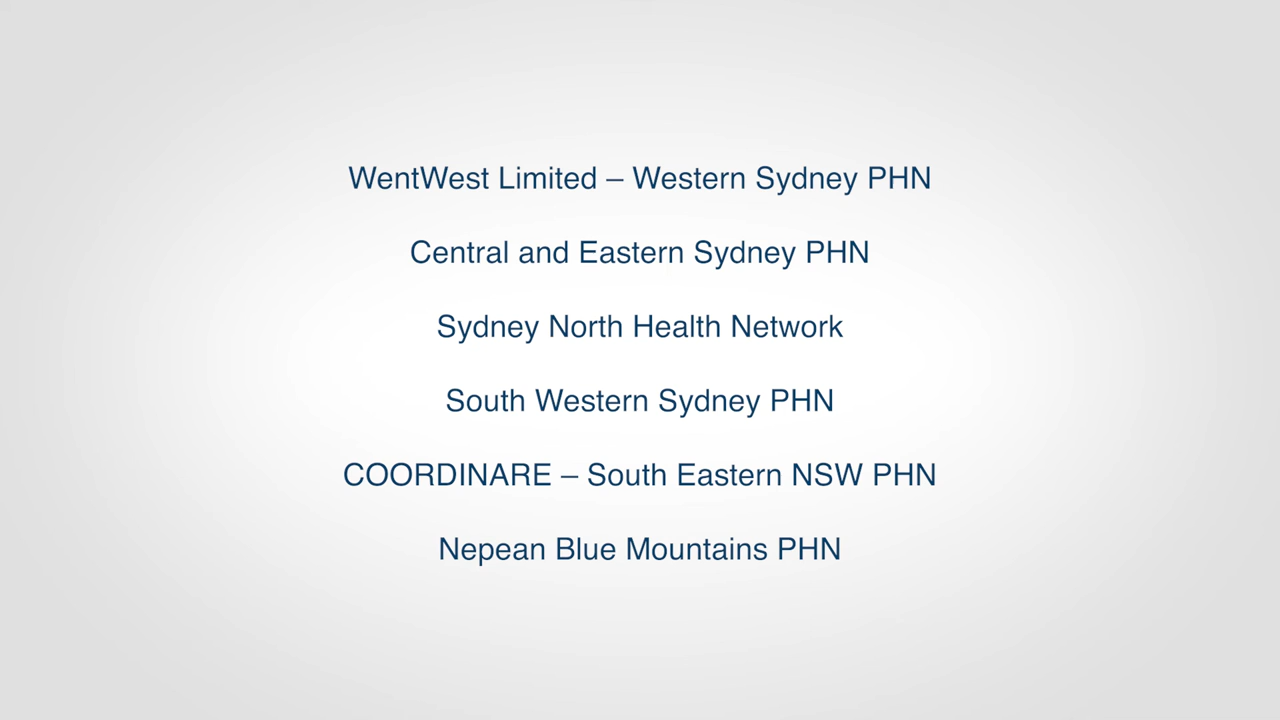 WentWest Limited – Western Sydney PHN
Central and Eastern Sydney PHN
Sydney North Health Network
South Western Sydney PHN
COORDINARE – South Eastern NSW PHN
Nepean Blue Mountains PHN